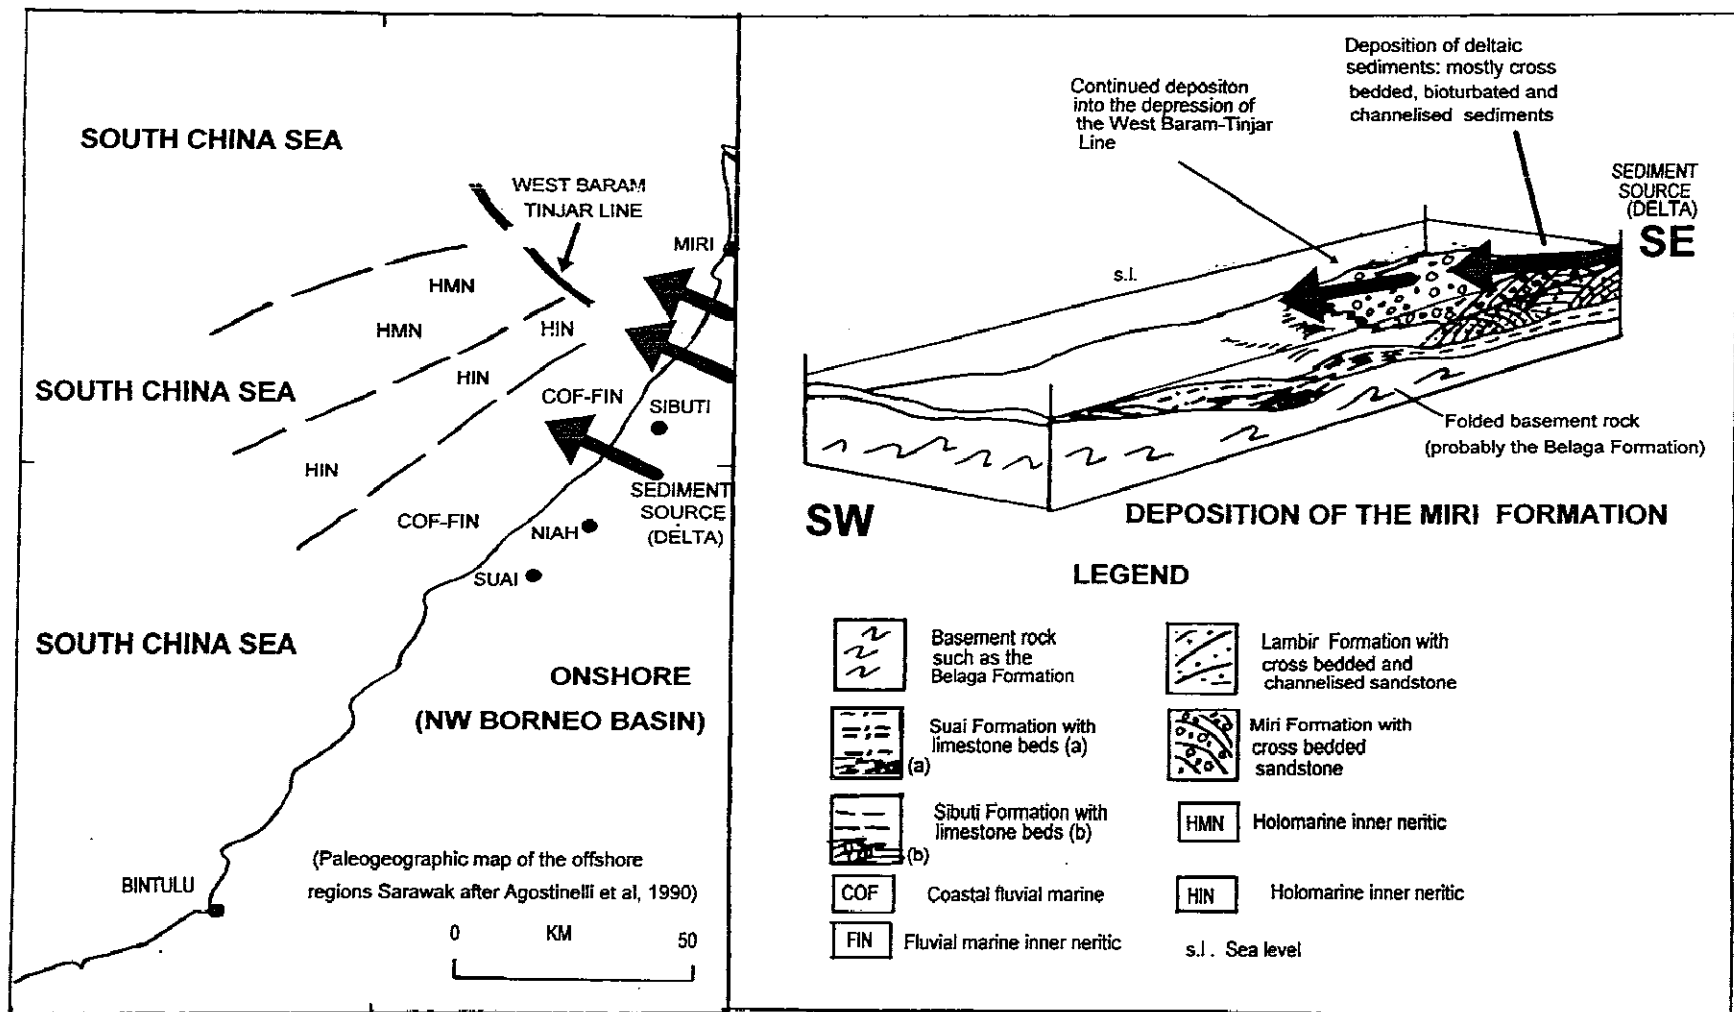 SOUTH CHINA SEA
WEST BARAM
TINJAR LINE
MIRI
HMN
HMN
HIN
SOUTH CHINA SEA
HIN
COF-FIN
SIBUTI
HIN
SEDIMENT
SOURCE
(DELTA)
COF-FIN
NIAH
SUAI
SOUTH CHINA SEA
ONSHORE
(NW BORNEO BASIN)
(Paleogeographic map of the offshore
regions Sarawak after Agostinelli et al, 1990)
BINTULU
0 KM 50
Deposition of deltaic
sediments: mostly cross
bedded, bioturbated and
channelised sediments
Continued depositon
into the depression of
the West Baram-Tinjar
Line
SEDIMENT
SOURCE
(DELTA)
SE
s.l.
Folded basement rock
(probably the Belaga Formation)
SW
DEPOSITION OF THE MIRI FORMATION
LEGEND
Basement rock
such as the
Belaga Formation
Lambir Formation with
cross bedded and
channelised sandstone
Suai Formation with
limestone beds (a)
(a)
Miri Formation with
cross bedded
sandstone
Sibuti Formation with
limestone beds (b)
(b)
HMN Holomarine inner neritic
COF Coastal fluvial marine
HIN Holomarine inner neritic
FIN Fluvial marine inner neritic
s.l. Sea level